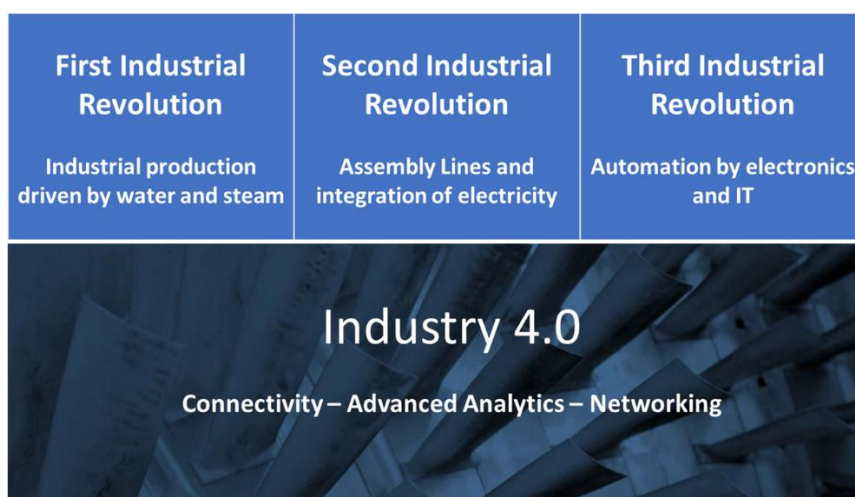 First Industrial
Revolution
Industrial production
driven by water and steam
Second Industrial
Revolution
Assembly Lines and
integration of electricity
Third Industrial
Revolution
Automation by electronics
and IT
Industry 4.0
Connectivity – Advanced Analytics – Networking